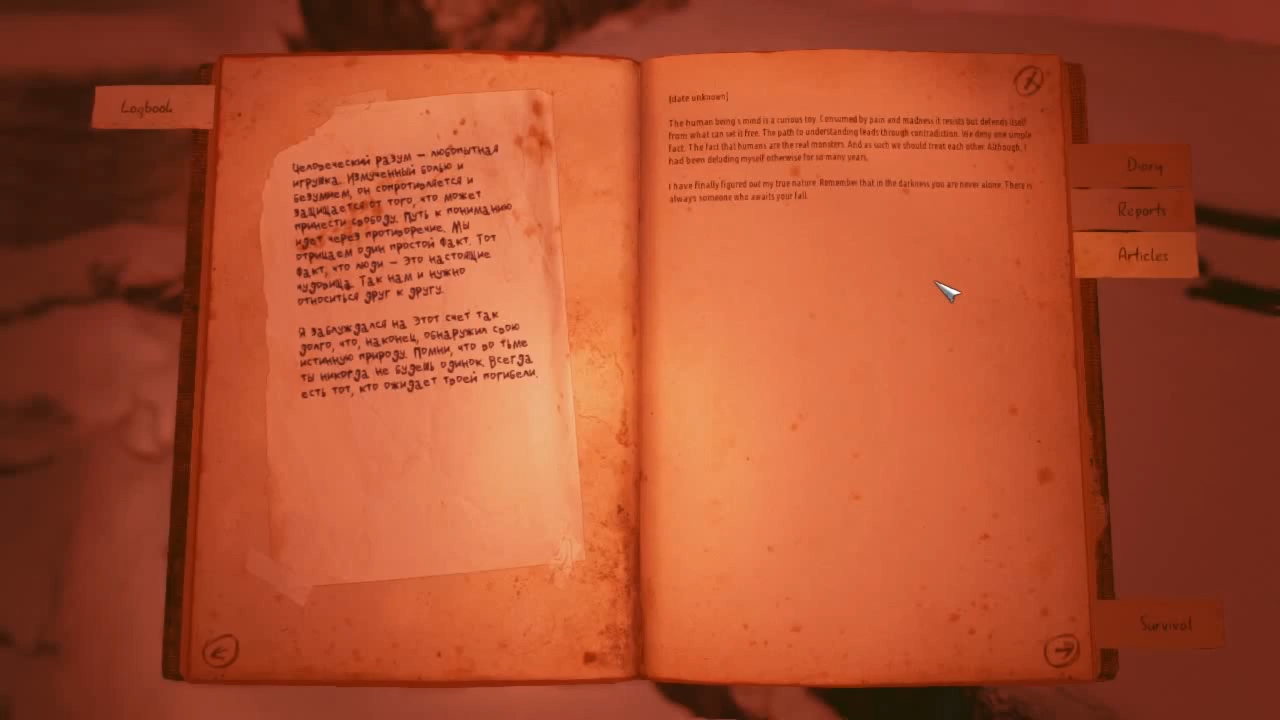 Logbook
Человеческий разум – любопытная
игрушка. Измученный болью и
безумием, он сопротивляется и
защищается от того, что может
принести свободу. Путь к пониманию
идет через противоречие. Мы
отрицаем один простой факт. Тот
факт, что люди – это настоящие
чудовища. Так нам и нужно
относиться друг к другу.
Я заблуждался на этот счет так
долго, что, наконец, обнаружил свою
истинную природу. Помни, что во тьме
ты никогда не будешь одинок. Всегда
есть тот, кто ожидает твоей погибели.
[date unknown]
The human being's mind is a curious toy. Consumed by pain and madness it resists but defends itself
from what can set it free. The path to understanding leads through contradiction. We deny one simple
fact. The fact that humans are the real monsters. And as such we should treat each other. Although, I
had been deluding myself otherwise for so many years.
I have finally figured out my true nature. Remember that in the darkness you are never alone. There is
always someone who awaits your fall.
Diary
Reports
Articles
Survival